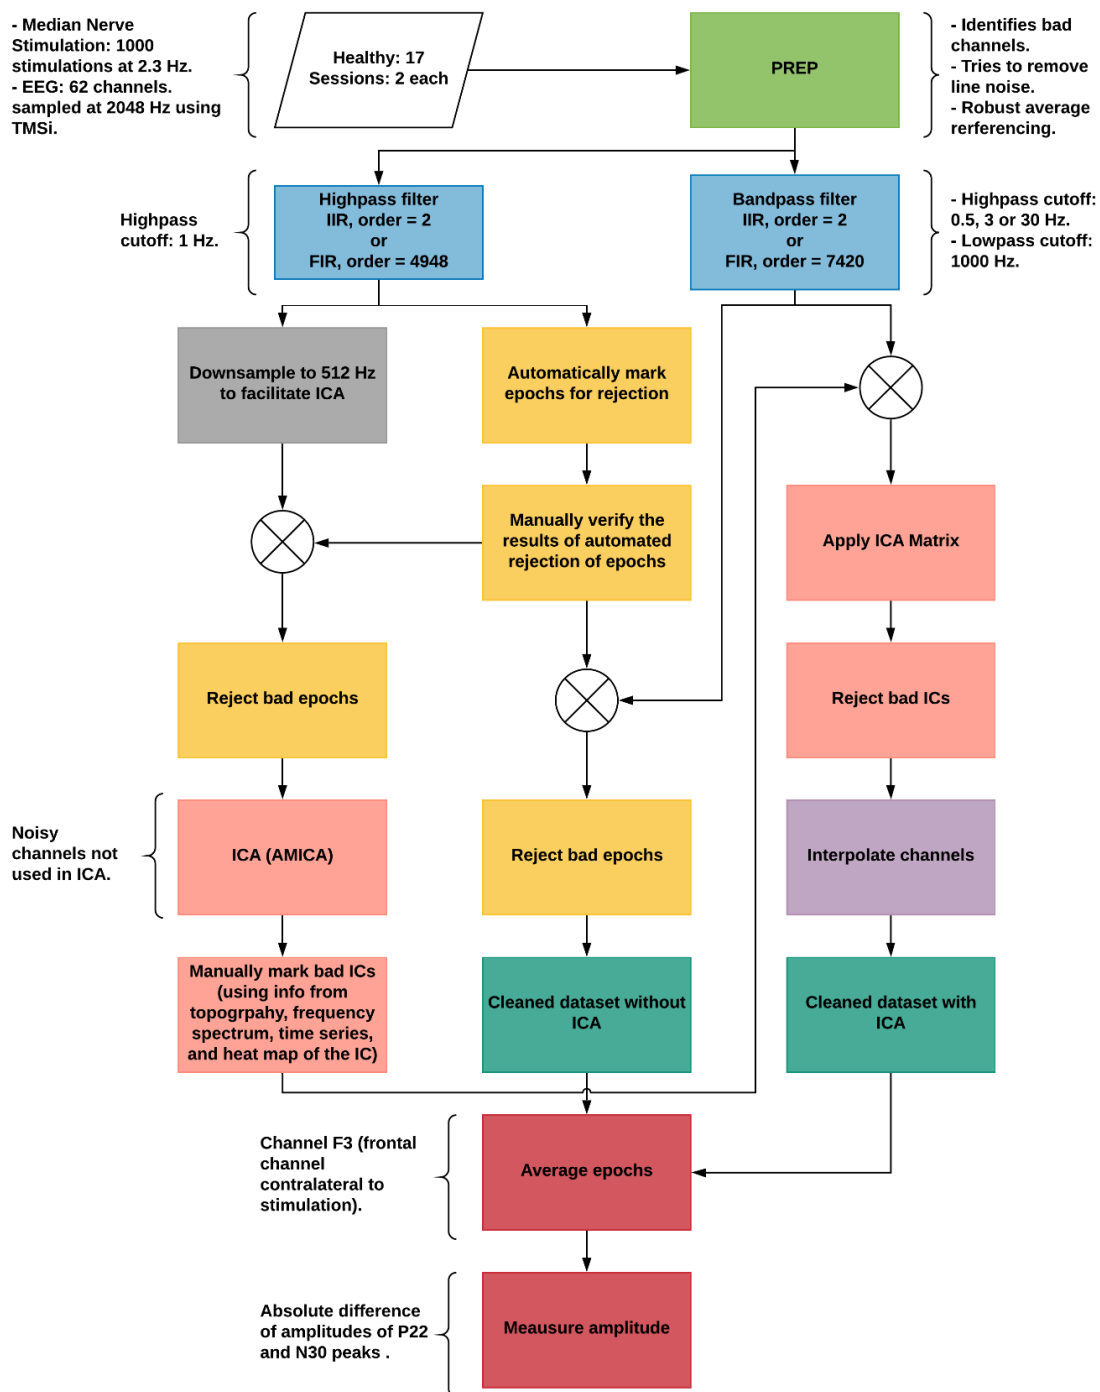 - Median Nerve
Stimulation: 1000
stimulations at 2.3 Hz.
- EEG: 62 channels.
sampled at 2048 Hz using
TMSi.
Healthy: 17
Sessions: 2 each
PREP
- Identifies bad
channels.
- Tries to remove
line noise.
- Robust average
rerferencing.
Highpass
cutoff: 1 Hz.
Highpass filter
IIR, order = 2
or
FIR, order = 4948
Bandpass filter
IIR, order = 2
or
FIR, order = 7420
- Highpass cutoff:
0.5, 3 or 30 Hz.
- Lowpass cutoff:
1000 Hz.
Downsample to 512 Hz
to facilitate ICA
Automatically mark
epochs for rejection
Manually verify the
results of automated
rejection of epochs
Apply ICA Matrix
Reject bad epochs
Reject bad ICs
Noisy
channels not
used in ICA.
ICA (AMICA)
Reject bad epochs
Interpolate channels
Manually mark bad ICs
(using info from
topogrpahy, frequency
spectrum, time series,
and heat map of the IC)
Cleaned dataset without
ICA
Cleaned dataset with
ICA
Channel F3 (frontal
channel
contralateral to
stimulation).
Average epochs
Absolute difference
of amplitudes of P22
and N30 peaks .
Meausure amplitude